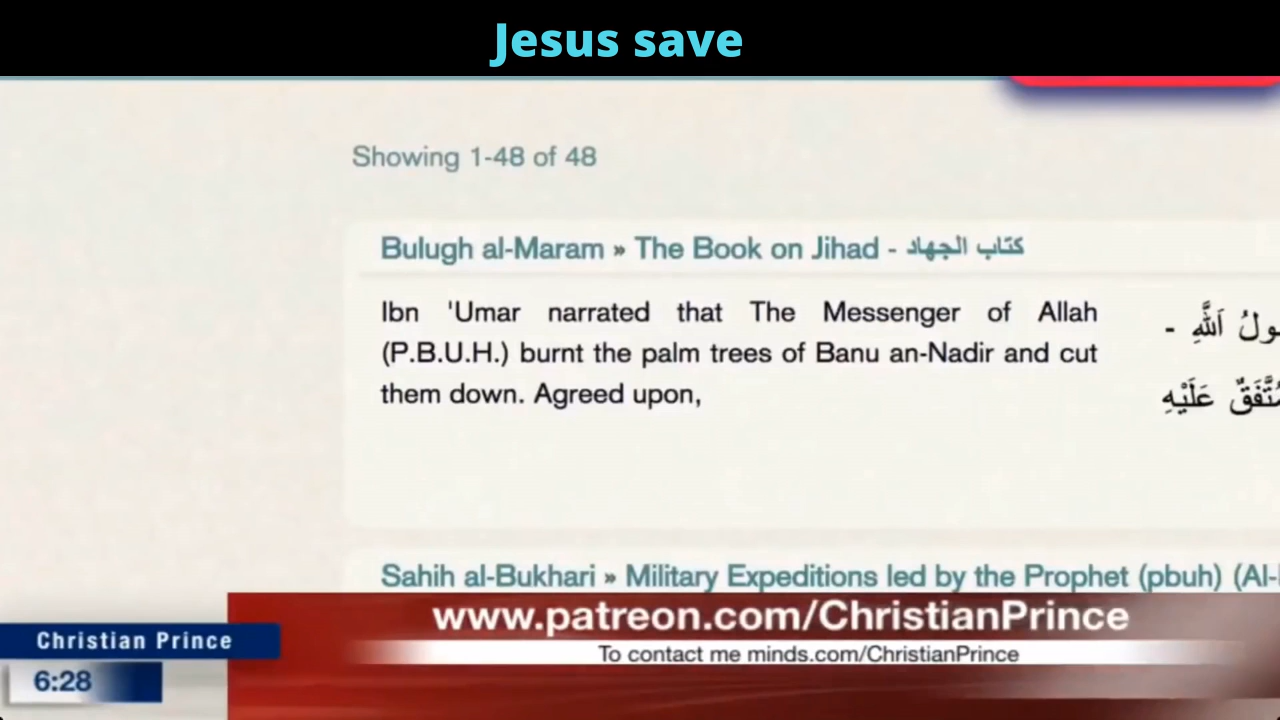 Jesus save
Showing 1-48 of 48
Bulugh al-Maram » The Book on Jihad - كتاب الجهاد
Ibn 'Umar narrated that The Messenger of Allah
(P.B.U.H.) burnt the palm trees of Banu an-Nadir and cut
them down. Agreed upon,
اَللَّهِ -
عَلَيْهِ
Sahih al-Bukhari » Military Expeditions led by the Prophet (pbuh)
www.patreon.com/ChristianPrince
To contact me minds.com/ChristianPrince
Christian Prince
6:28